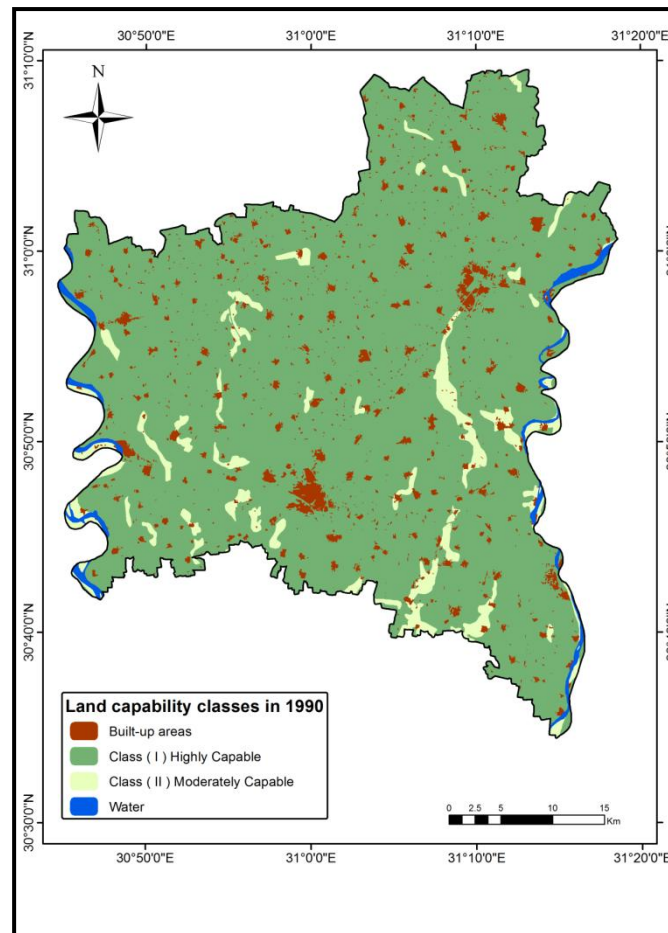 30°50'0"E 31°0'0"E 31°10'0"E 31°20'0"E
31°10'0"N
N
31°0'0"N
30°50'0"N
30°40'0"N
30°30'0"N
Land capability classes in 1990
Built-up areas
Class ( I ) Highly Capable
Class ( II ) Moderately Capable
Water
0 2.5 5 10 15
Km
30°50'0"E 31°0'0"E 31°10'0"E 31°20'0"E